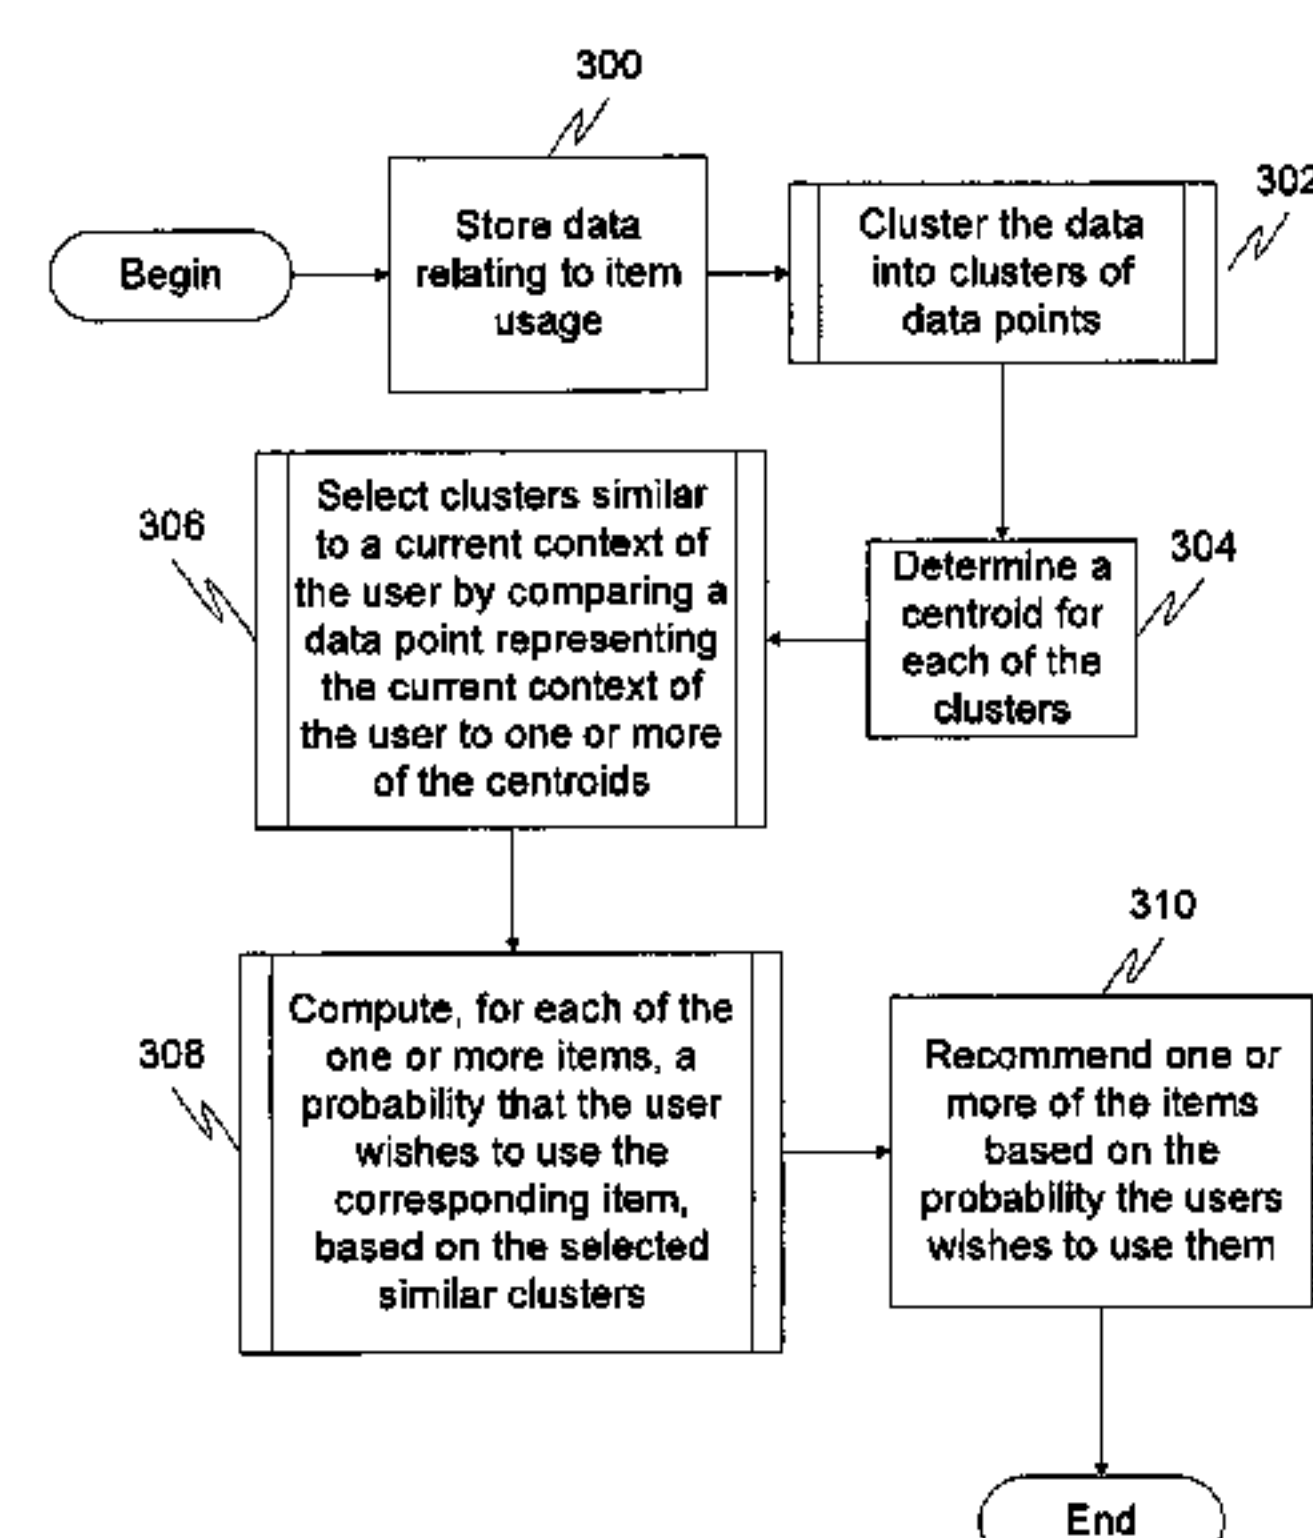 300
Begin
Store data
relating to item
usage
302
Cluster the data
into clusters of
data points
304
Determine a
centroid for
each of the
clusters
306
Select clusters similar
to a current context of
the user by comparing a
data point representing
the current context of
the user to one or more
of the centroids
308
Compute, for each of the
one or more items, a
probability that the user
wishes to use the
corresponding item,
based on the selected
similar clusters
310
Recommend one or
more of the items
based on the
probability the users
wishes to use them
End